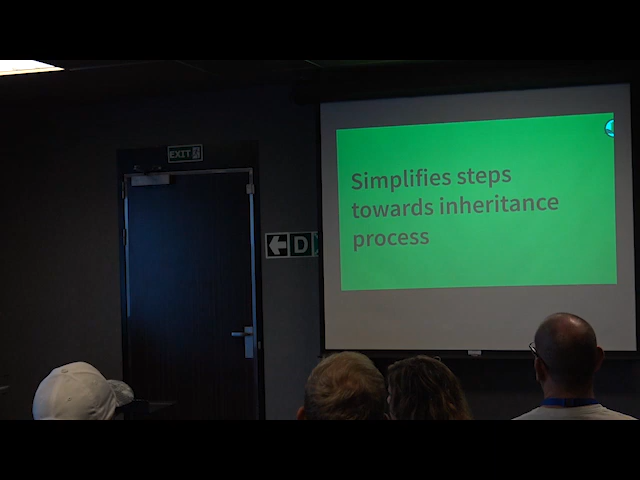 EXIT
D
Simplifies steps
towards inheritance
process